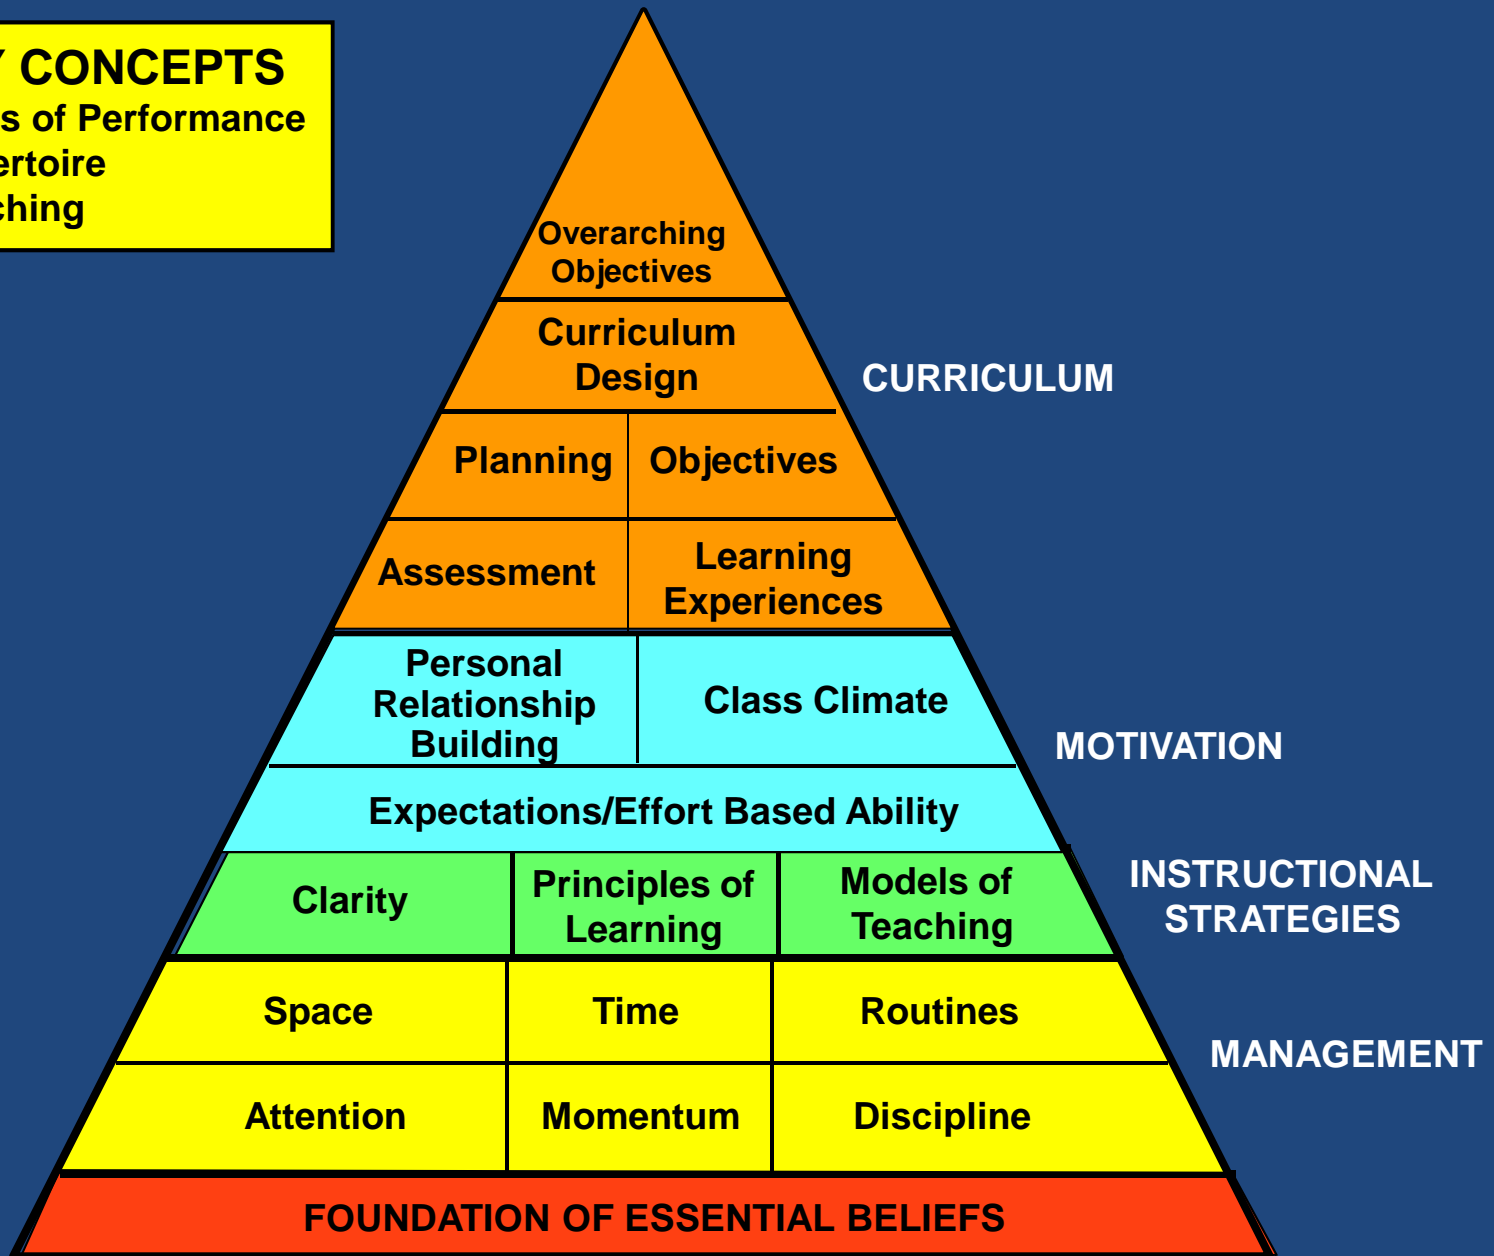 CONCEPTS
of Performance
Overarching
Objectives
Curriculum
Design
CURRICULUM
Planning
Objectives
Assessment
Learning
Experiences
Personal
Relationship
Building
Class Climate
MOTIVATION
Expectations/Effort Based Ability
Clarity
Principles of
Learning
Models of
Teaching
INSTRUCTIONAL
STRATEGIES
Space
Time
Routines
MANAGEMENT
Attention
Momentum
Discipline
FOUNDATION OF ESSENTIAL BELIEFS